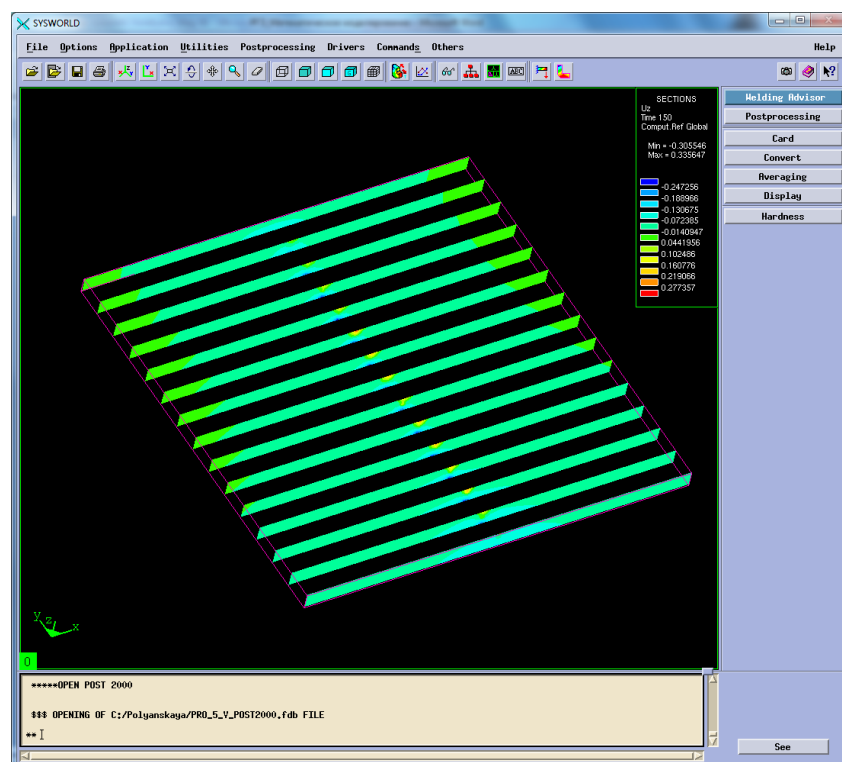 SYSWORLD
File Options Application Utilities Postprocessing Drivers Commands Others Help
ABC
SECTIONS
Uz
Time 150
Comput.Ref Global
Min = -0.305546
Max = 0.335647
-0.247256
-0.188966
-0.130675
-0.072385
-0.0140947
0.0441956
0.102486
0.160776
0.219066
0.277357
Welding Advisor
Postprocessing
Card
Convert
Averaging
Display
Hardness
y z x
0
*****OPEN POST 2000
$$$ OPENING OF C:/Polyanskaya/PRO_5_V_POST2000.fdb FILE
**
See